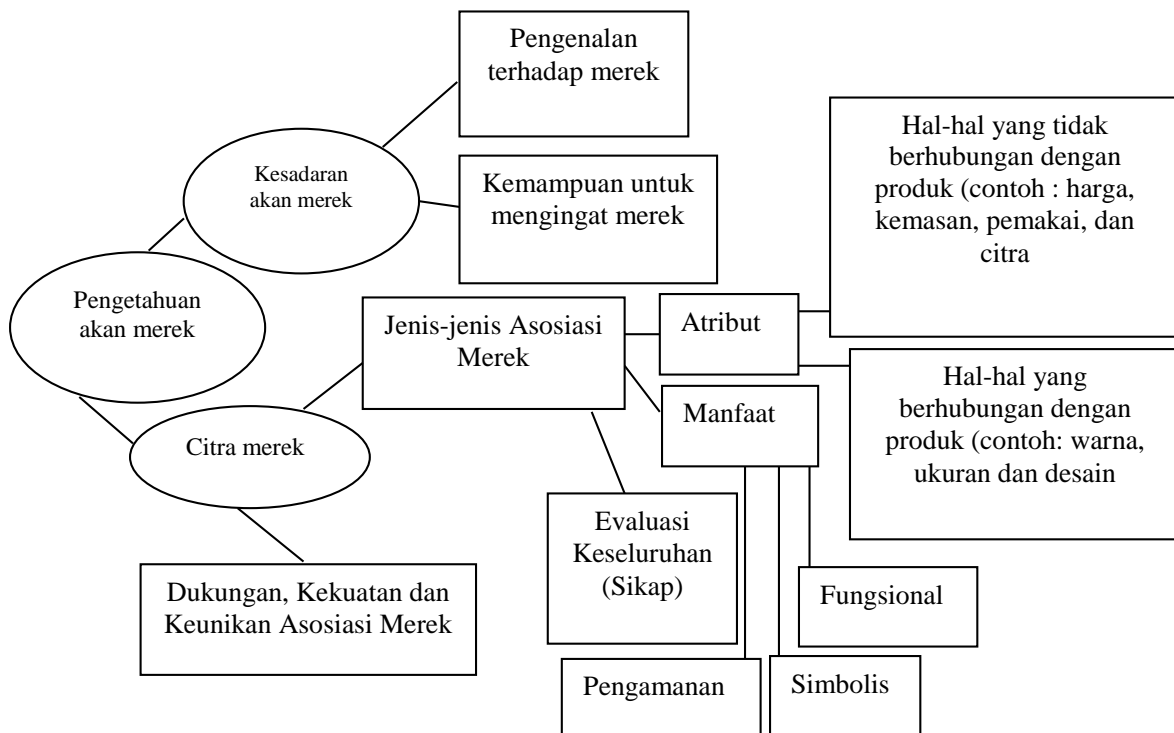 Pengenalan
terhadap merek
Kesadaran
akan merek
Kemampuan untuk
mengingat merek
Hal-hal yang tidak
berhubungan dengan
produk (contoh : harga,
kemasan, pemakai, dan
citra
Pengetahuan
akan merek
Jenis-jenis Asosiasi
Merek
Atribut
Hal-hal yang
berhubungan dengan
produk (contoh: warna,
ukuran dan desain
Manfaat
Citra merek
Evaluasi
Keseluruhan
(Sikap)
Dukungan, Kekuatan dan
Keunikan Asosiasi Merek
Fungsional
Pengamanan
Simbolis